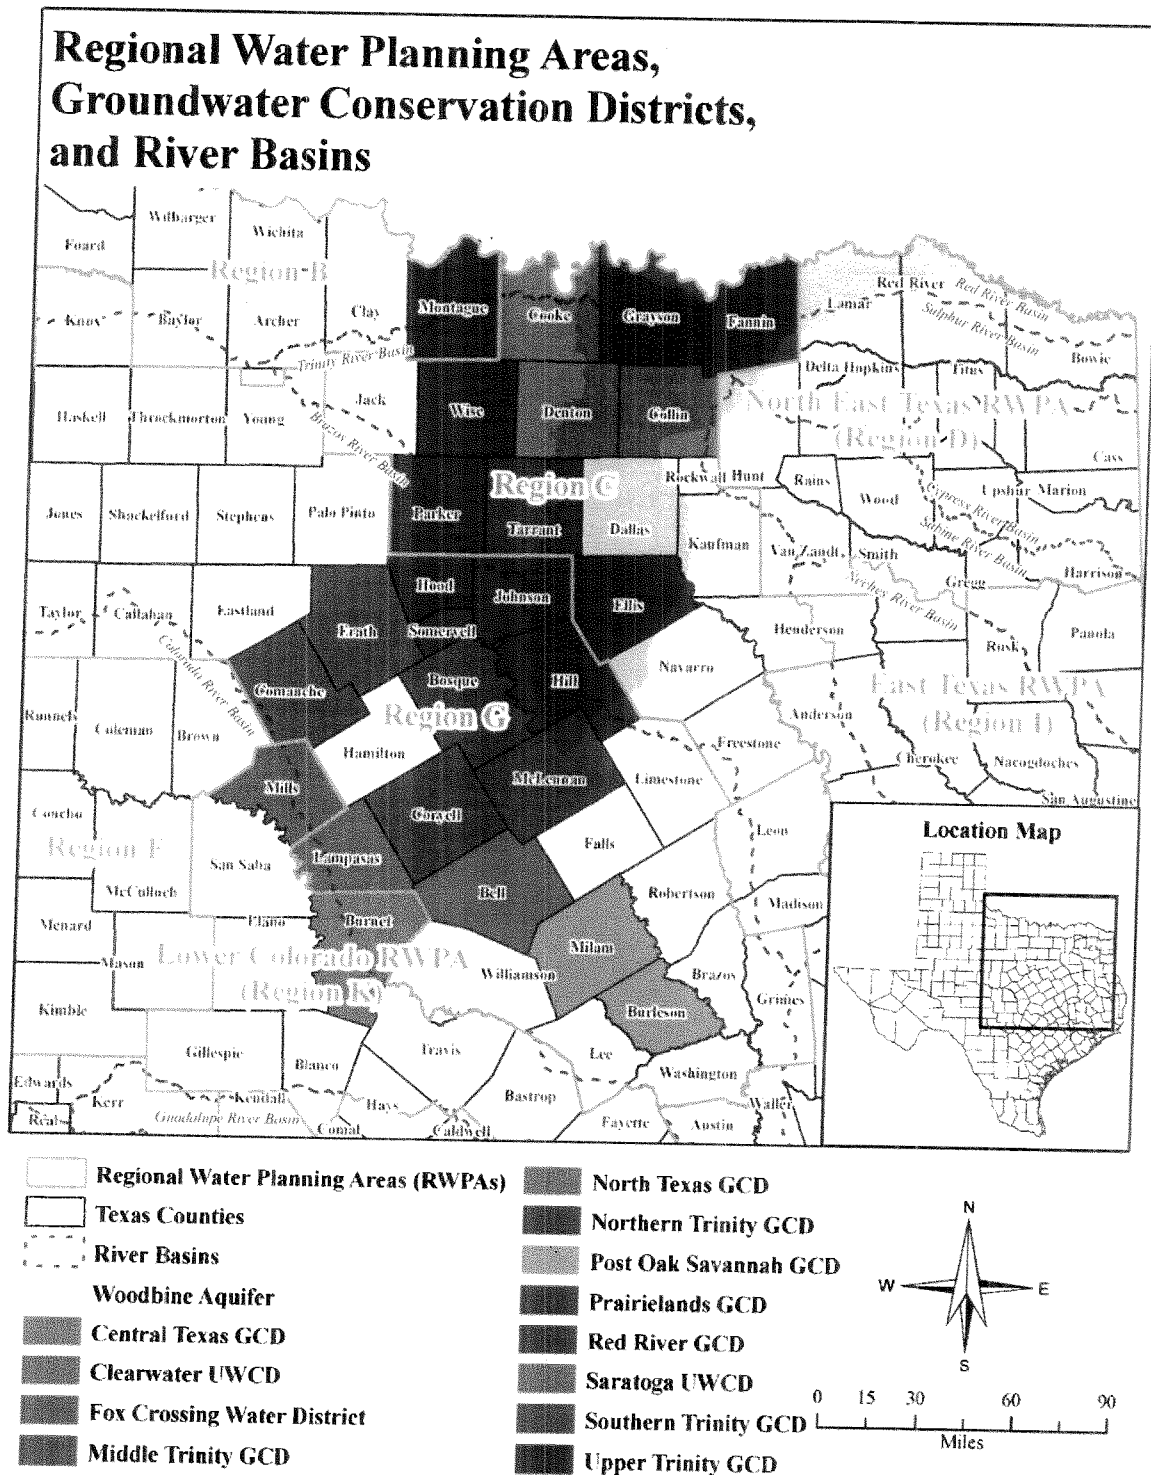 Regional Water Planning Areas,
Groundwater Conservation Districts,
and River Basins
Wilbarger
Wichita
Foard
Region B
Knox
Baylor
Archer
Clay
Montague
Cooke
Grayson
Fannin
Lamar
Red River
Red River Basin
Sulphur River Basin
Bowie
Trinity River Basin
Delta
Hopkins
Titus
Haskell
Throckmorton
Young
Jack
Wise
Denton
Collin
North East Texas RWPA
(Region D)
Cass
Brazos River Basin
Region C
Rockwall
Hunt
Rains
Wood
Upshur
Marion
Cypress River Basin
Jones
Shackelford
Stephens
Palo Pinto
Parker
Tarrant
Dallas
Kaufman
Van Zandt
Smith
Sabine River Basin
Gregg
Harrison
Neches River Basin
Taylor
Callahan
Eastland
Erath
Hood
Johnson
Somervell
Ellis
Henderson
Rusk
Panola
Colorado River Basin
Comanche
Bosque
Hill
Navarro
East Texas RWPA
(Region I)
Runnels
Coleman
Brown
Hamilton
Region G
Freestone
Anderson
Cherokee
Nacogdoches
San Augustine
Mills
McLennan
Limestone
Concho
Region F
McCulloch
San Saba
Lampasas
Coryell
Falls
Leon
Location Map
Menard
Mason
Llano
Burnet
Bell
Robertson
Madison
Lower Colorado RWPA
(Region K)
Williamson
Milam
Brazos
Grimes
Kimble
Gillespie
Blanco
Travis
Lee
Burleson
Washington
Edwards
Real
Kerr
Kendall
Guadalupe River Basin
Comal
Hays
Caldwell
Bastrop
Fayette
Austin
Waller
Regional Water Planning Areas (RWPAs)
Texas Counties
River Basins
Woodbine Aquifer
Central Texas GCD
Clearwater UWCD
Fox Crossing Water District
Middle Trinity GCD
North Texas GCD
Northern Trinity GCD
Post Oak Savannah GCD
Prairielands GCD
Red River GCD
Saratoga UWCD
Southern Trinity GCD
Upper Trinity GCD
N
W
E
S
0 15 30 60 90
Miles